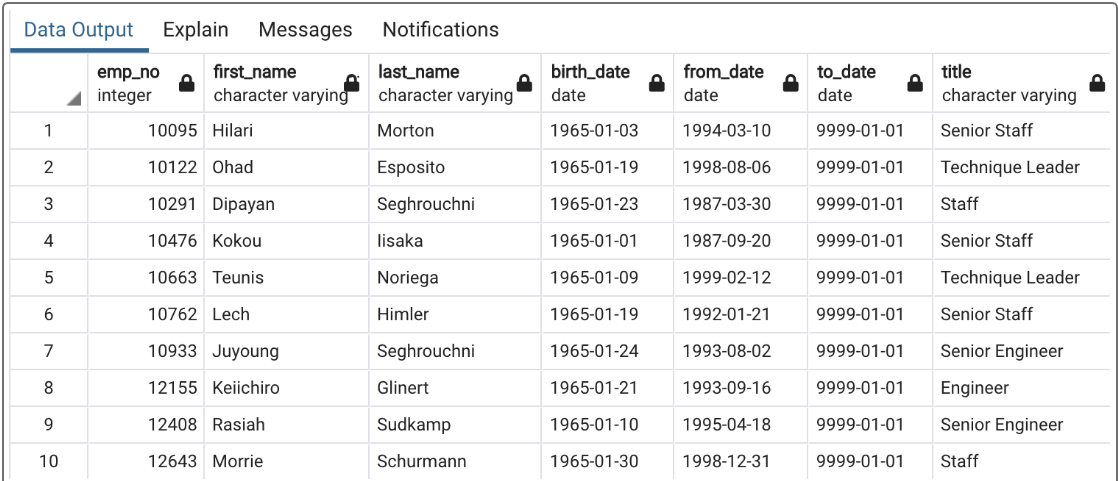 Data Output Explain Messages Notifications
emp_no first_name last_name birth_date from_date to_date title
integer character varying character varying date date date character varying
1 10095 Hilari Morton 1965-01-03 1994-03-10 9999-01-01 Senior Staff
2 10122 Ohad Esposito 1965-01-19 1998-08-06 9999-01-01 Technique Leader
3 10291 Dipayan Seghrouchni 1965-01-23 1987-03-30 9999-01-01 Staff
4 10476 Kokou Iisaka 1965-01-01 1987-09-20 9999-01-01 Senior Staff
5 10663 Teunis Noriega 1965-01-09 1999-02-12 9999-01-01 Technique Leader
6 10762 Lech Himler 1965-01-19 1992-01-21 9999-01-01 Senior Staff
7 10933 Juyoung Seghrouchni 1965-01-24 1993-08-02 9999-01-01 Senior Engineer
8 12155 Keiichiro Glinert 1965-01-21 1993-09-16 9999-01-01 Engineer
9 12408 Rasiah Sudkamp 1965-01-10 1995-04-18 9999-01-01 Senior Engineer
10 12643 Morrie Schurmann 1965-01-30 1998-12-31 9999-01-01 Staff